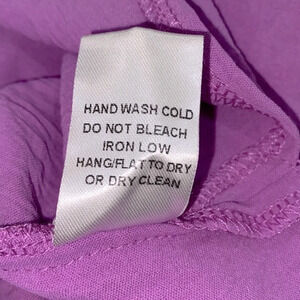 HAND WASH COLD
DO NOT BLEACH
IRON LOW
HANG/FLAT TO DRY
OR DRY CLEAN